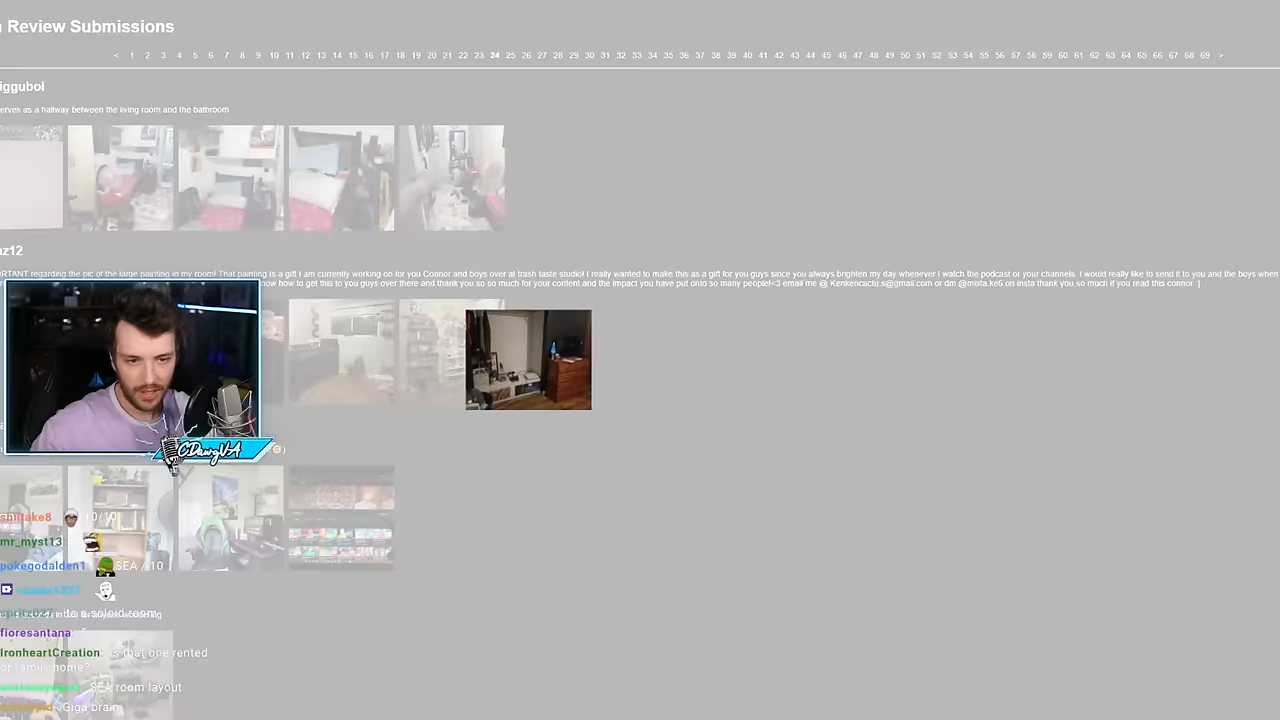 Review Submissions
< 1 2 3 4 5 6 7 8 9 10 11 12 13 14 15 16 17 18 19 20 21 22 23 24 25 26 27 28 29 30 31 32 33 34 35 36 37 38 39 40 41 42 43 44 45 46 47 48 49 50 51 52 53 54 55 56 57 58 59 60 61 62 63 64 65 66 67 68 69 >
igguboi
erves as a hallway between the living room and the bathroom
az12
ORTANT regarding the pic of the large painting in my room! That painting is a gift I am currently working on for you Connor and boys over at trash taste studio! I really wanted to make this as a gift for you guys since you always brighten my day whenever I watch the podcast or your channels. I would really like to send it to you and the boys when
now how to get this to you guys over there and thank you so so much for your content and the impact you have put onto so many people!<3 email me @ Kenkencactu.s@gmail.com or dm @mista.ke6 on insta thank you so much if you read this connor :]
CDawgVA
shiitake8 10/10
mr_myst13
pokegodalden1 SEA / 10
its a soloid room
fioresantana:
IronheartCreation: is that one rented
or family home?
SEA room layout
Giga brain